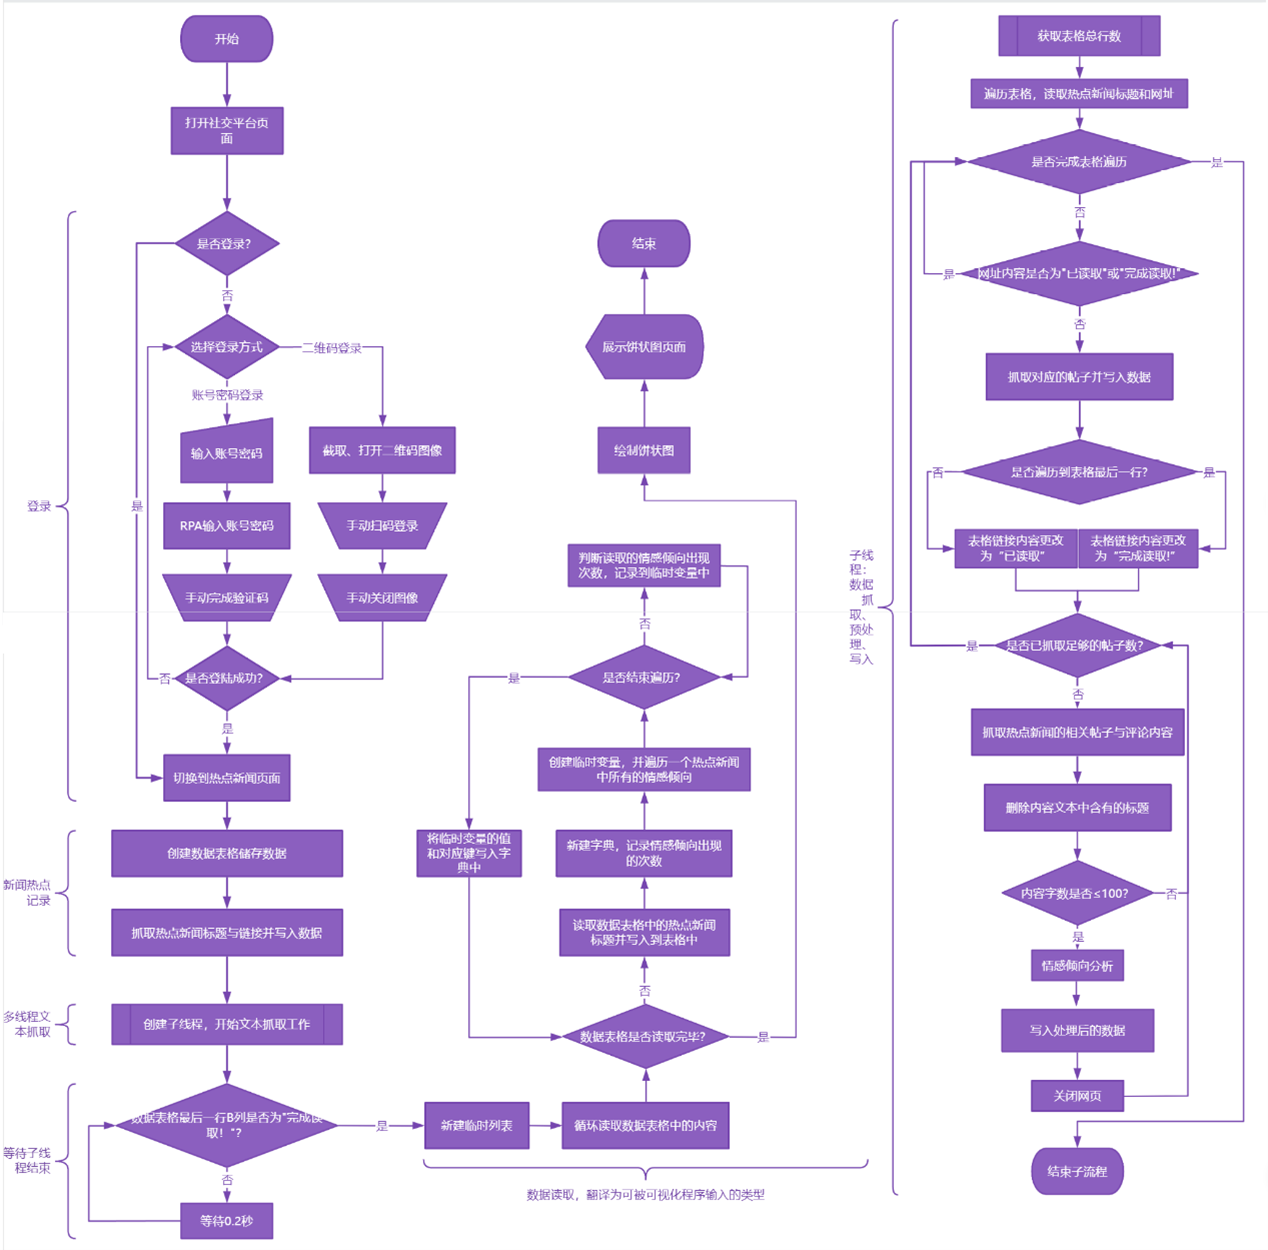 开始
打开社交平台页
面
是否登录?
否
是
选择登录方式
二维码登录
账号密码登录
输入账号密码
截取、打开二维码图像
RPA输入账号密码
手动扫码登录
手动完成验证码
手动关闭图像
是否登陆成功?
否
是
切换到热点新闻页面
登录
创建数据表格储存数据
抓取热点新闻标题与链接并写入数据
新闻热点
记录
创建子线程，开始文本抓取工作
多线程文
本抓取
数据表格最后一行B列是否为"完成读
取！"?
是
否
等待0.2秒
等待子线
程结束
新建临时列表
循环读取数据表格中的内容
数据读取，翻译为可被可视化程序输入的类型
数据表格是否读取完毕?
是
否
读取数据表格中的热点新闻
标题并写入到表格中
新建字典，记录情感倾向出现
的次数
创建临时变量，并遍历一个热点新闻
中所有的情感倾向
是否结束遍历?
是
否
判断读取的情感倾向出现
次数，记录到临时变量中
将临时变量的值
和对应键写入字
典中
绘制饼状图
展示饼状图页面
结束
子线
程：
数据
抓
取、
预处
理、
写入
获取表格总行数
遍历表格，读取热点新闻标题和网址
是否完成表格遍历
是
否
网址内容是否为"已读取"或"完成读取!"
是
否
抓取对应的帖子并写入数据
是否遍历到表格最后一行?
否
是
表格链接内容更改
为“已读取”
表格链接内容更改
为“完成读取!”
是否已抓取足够的帖子数?
是
否
抓取热点新闻的相关帖子与评论内容
删除内容文本中含有的标题
内容字数是否≤100?
否
是
情感倾向分析
写入处理后的数据
关闭网页
结束子流程